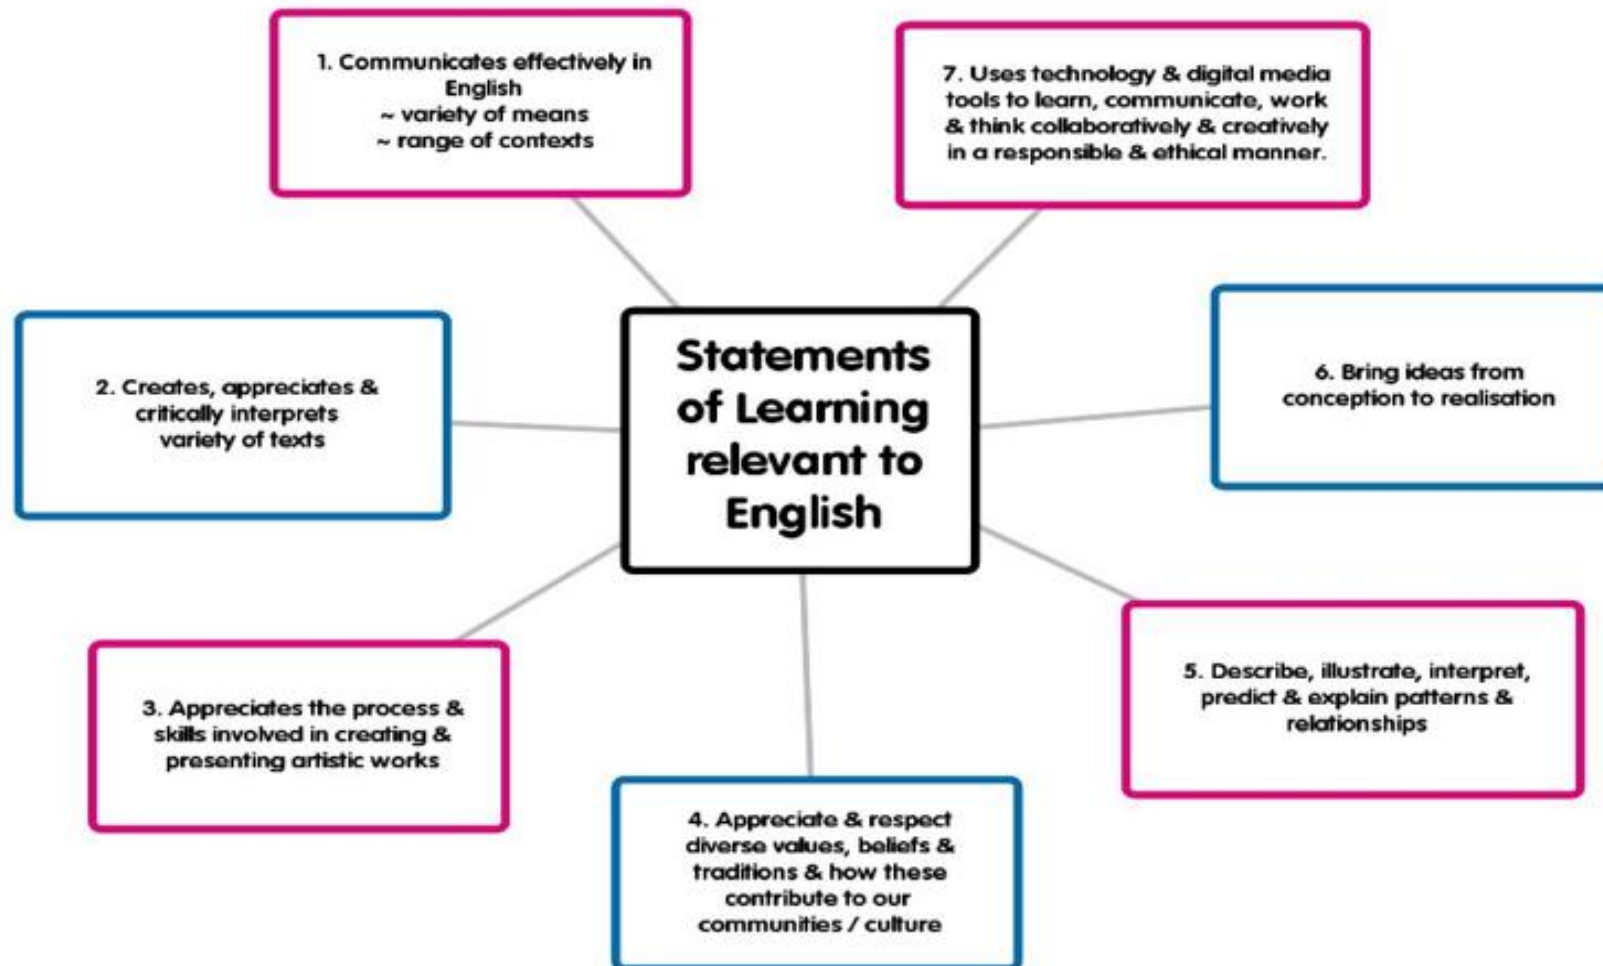 1. Communicates effectively in
English
~ variety of means
~ range of contexts
7. Uses technology & digital media
tools to learn, communicate, work
& think collaboratively & creatively
in a responsible & ethical manner.
Statements
of Learning
relevant to
English
2. Creates, appreciates &
critically interprets
variety of texts
6. Bring ideas from
conception to realisation
3. Appreciates the process &
skills involved in creating &
presenting artistic works
5. Describe, illustrate, interpret,
predict & explain patterns &
relationships
4. Appreciate & respect
diverse values, beliefs &
traditions & how these
contribute to our
communities / culture